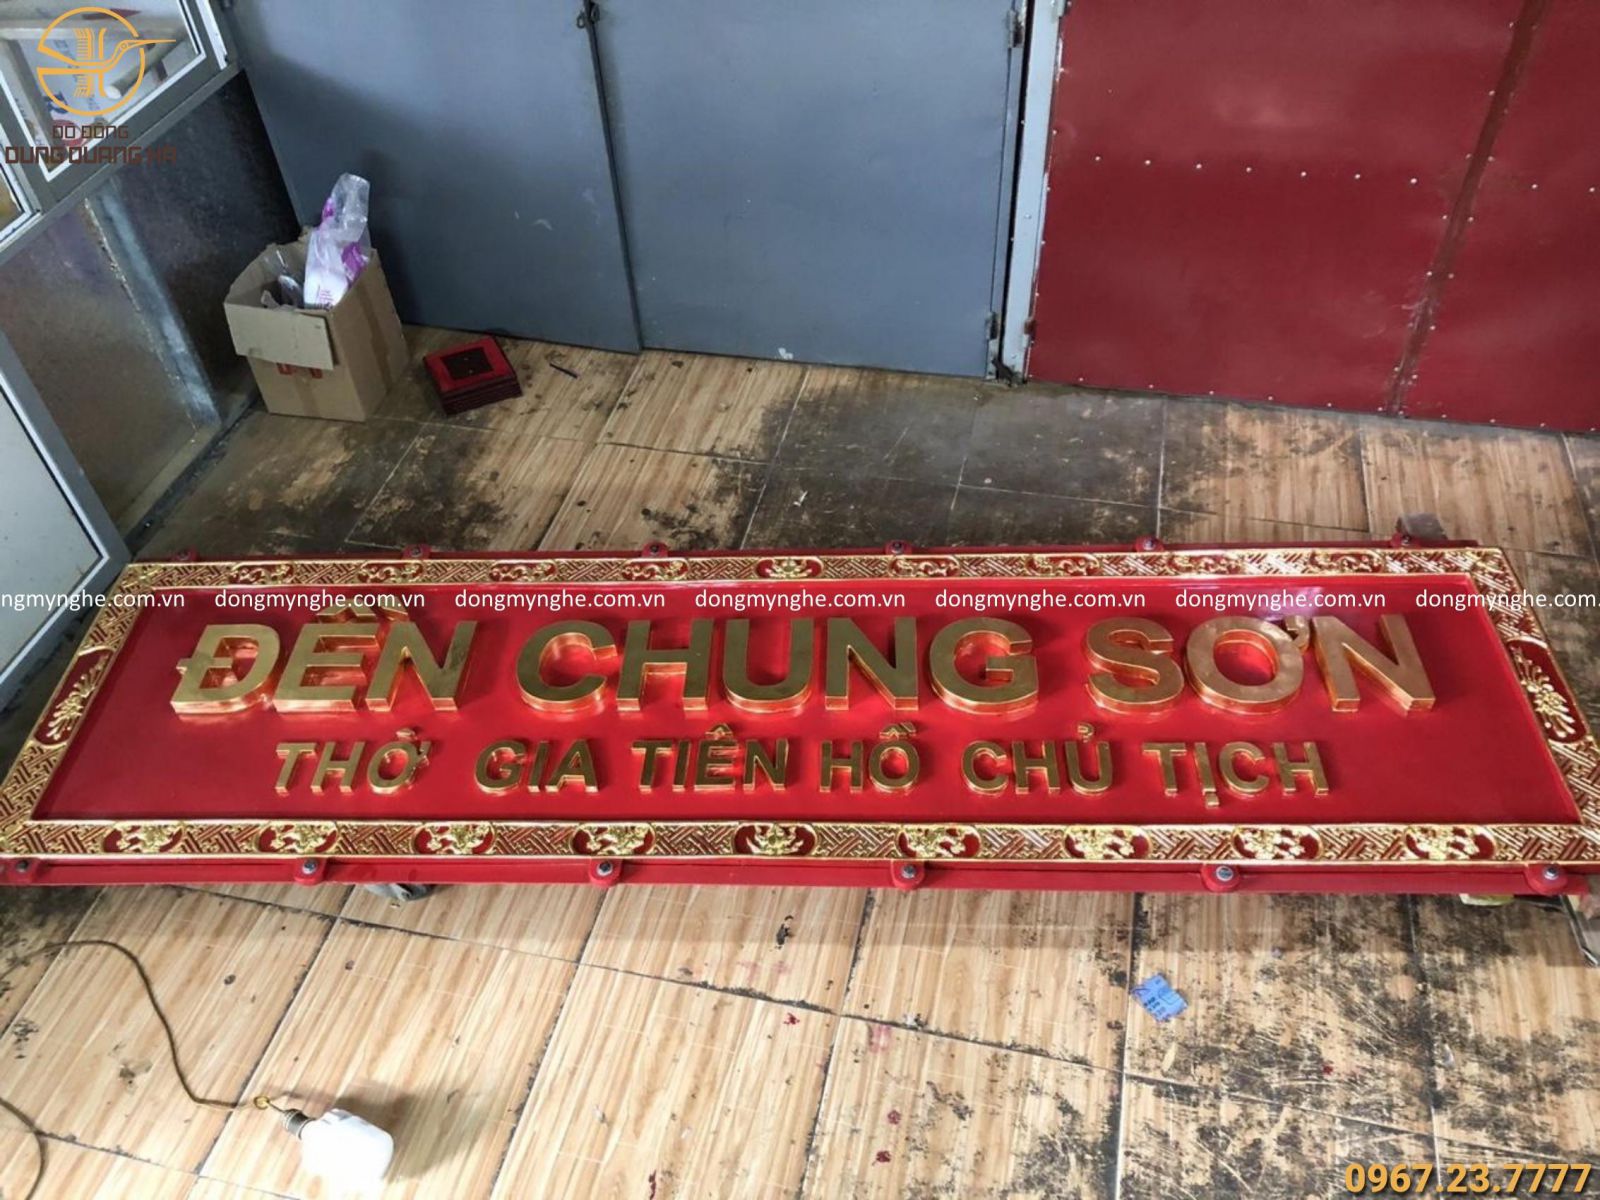 ĐỒ ĐỒNG
DUNG QUANG HÀ
dongmynghe.com.vn dongmynghe.com.vn dongmynghe.com.vn dongmynghe.com.vn dongmynghe.com.vn
ĐỀN CHUNG SƠN
THỜ GIA TIÊN HỒ CHỦ TỊCH
0967.23.7777